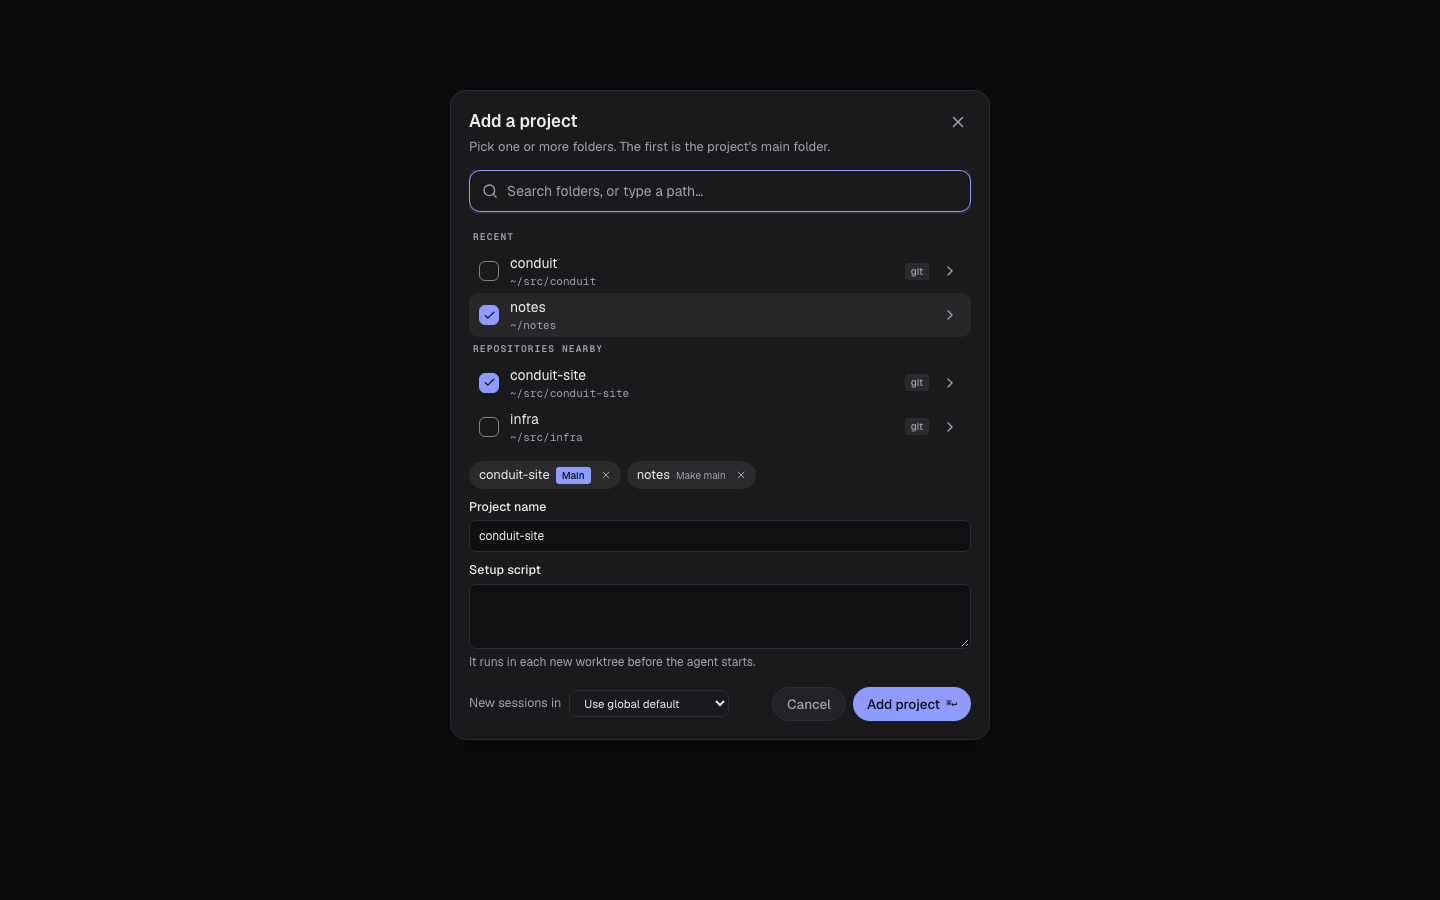 Add a project
Pick one or more folders. The first is the project's main folder.
Search folders, or type a path…
RECENT
conduit
~/src/conduit
git
notes
~/notes
REPOSITORIES NEARBY
conduit-site
~/src/conduit-site
git
infra
~/src/infra
git
conduit-site Main
notes Make main
Project name
conduit-site
Setup script
It runs in each new worktree before the agent starts.
New sessions in
Use global default
Cancel
Add project ⌘↵